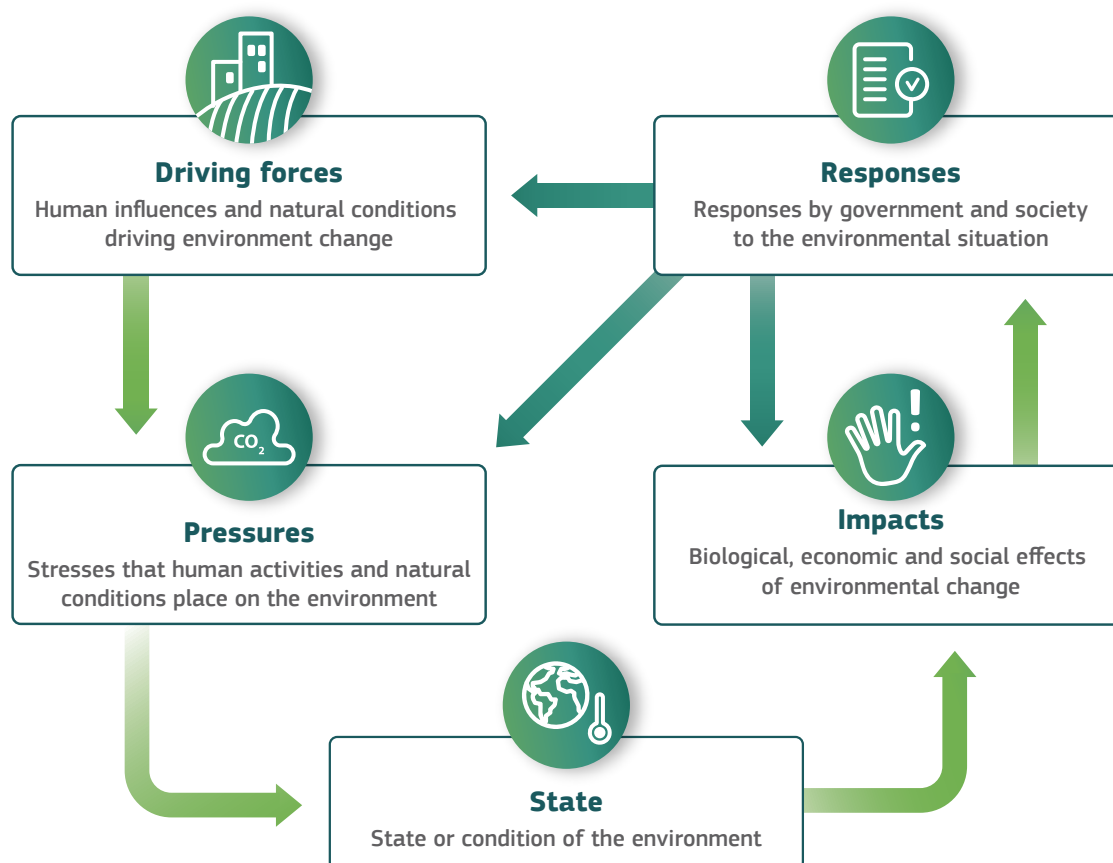 Driving forces
Human influences and natural conditions
driving environment change
Responses
Responses by government and society
to the environmental situation
CO₂
Pressures
Stresses that human activities and natural
conditions place on the environment
!
Impacts
Biological, economic and social effects
of environmental change
State
State or condition of the environment